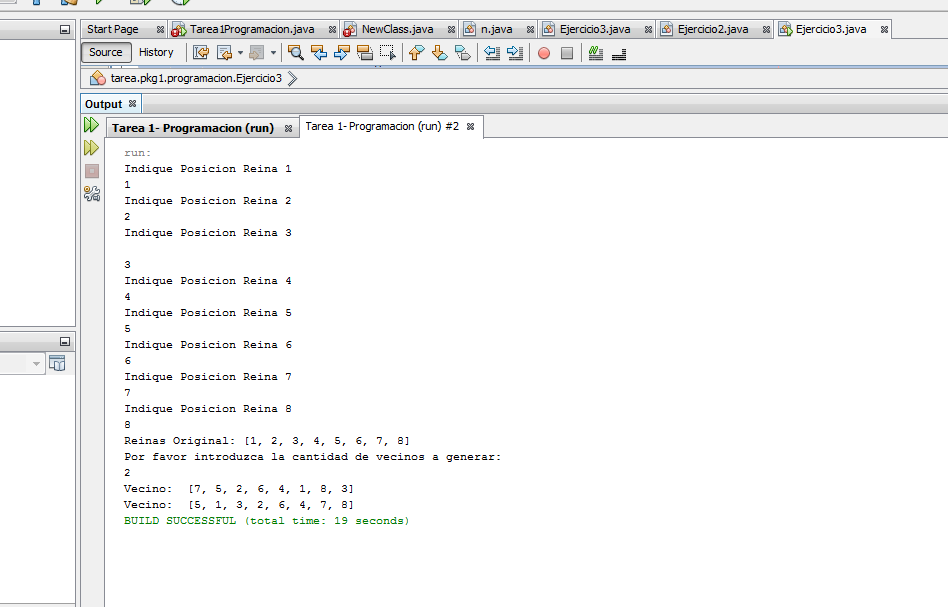 Start Page Tarea1Programacion.java NewClass.java n.java Ejercicio3.java Ejercicio2.java Ejercicio3.java
Source History
tarea.pkg1.programacion.Ejercicio3
Output
Tarea 1- Programacion (run) Tarea 1- Programacion (run) #2
run:
Indique Posicion Reina 1
1
Indique Posicion Reina 2
2
Indique Posicion Reina 3
3
Indique Posicion Reina 4
4
Indique Posicion Reina 5
5
Indique Posicion Reina 6
6
Indique Posicion Reina 7
7
Indique Posicion Reina 8
8
Reinas Original: [1, 2, 3, 4, 5, 6, 7, 8]
Por favor introduzca la cantidad de vecinos a generar:
2
Vecino:  [7, 5, 2, 6, 4, 1, 8, 3]
Vecino:  [5, 1, 3, 2, 6, 4, 7, 8]
BUILD SUCCESSFUL (total time: 19 seconds)